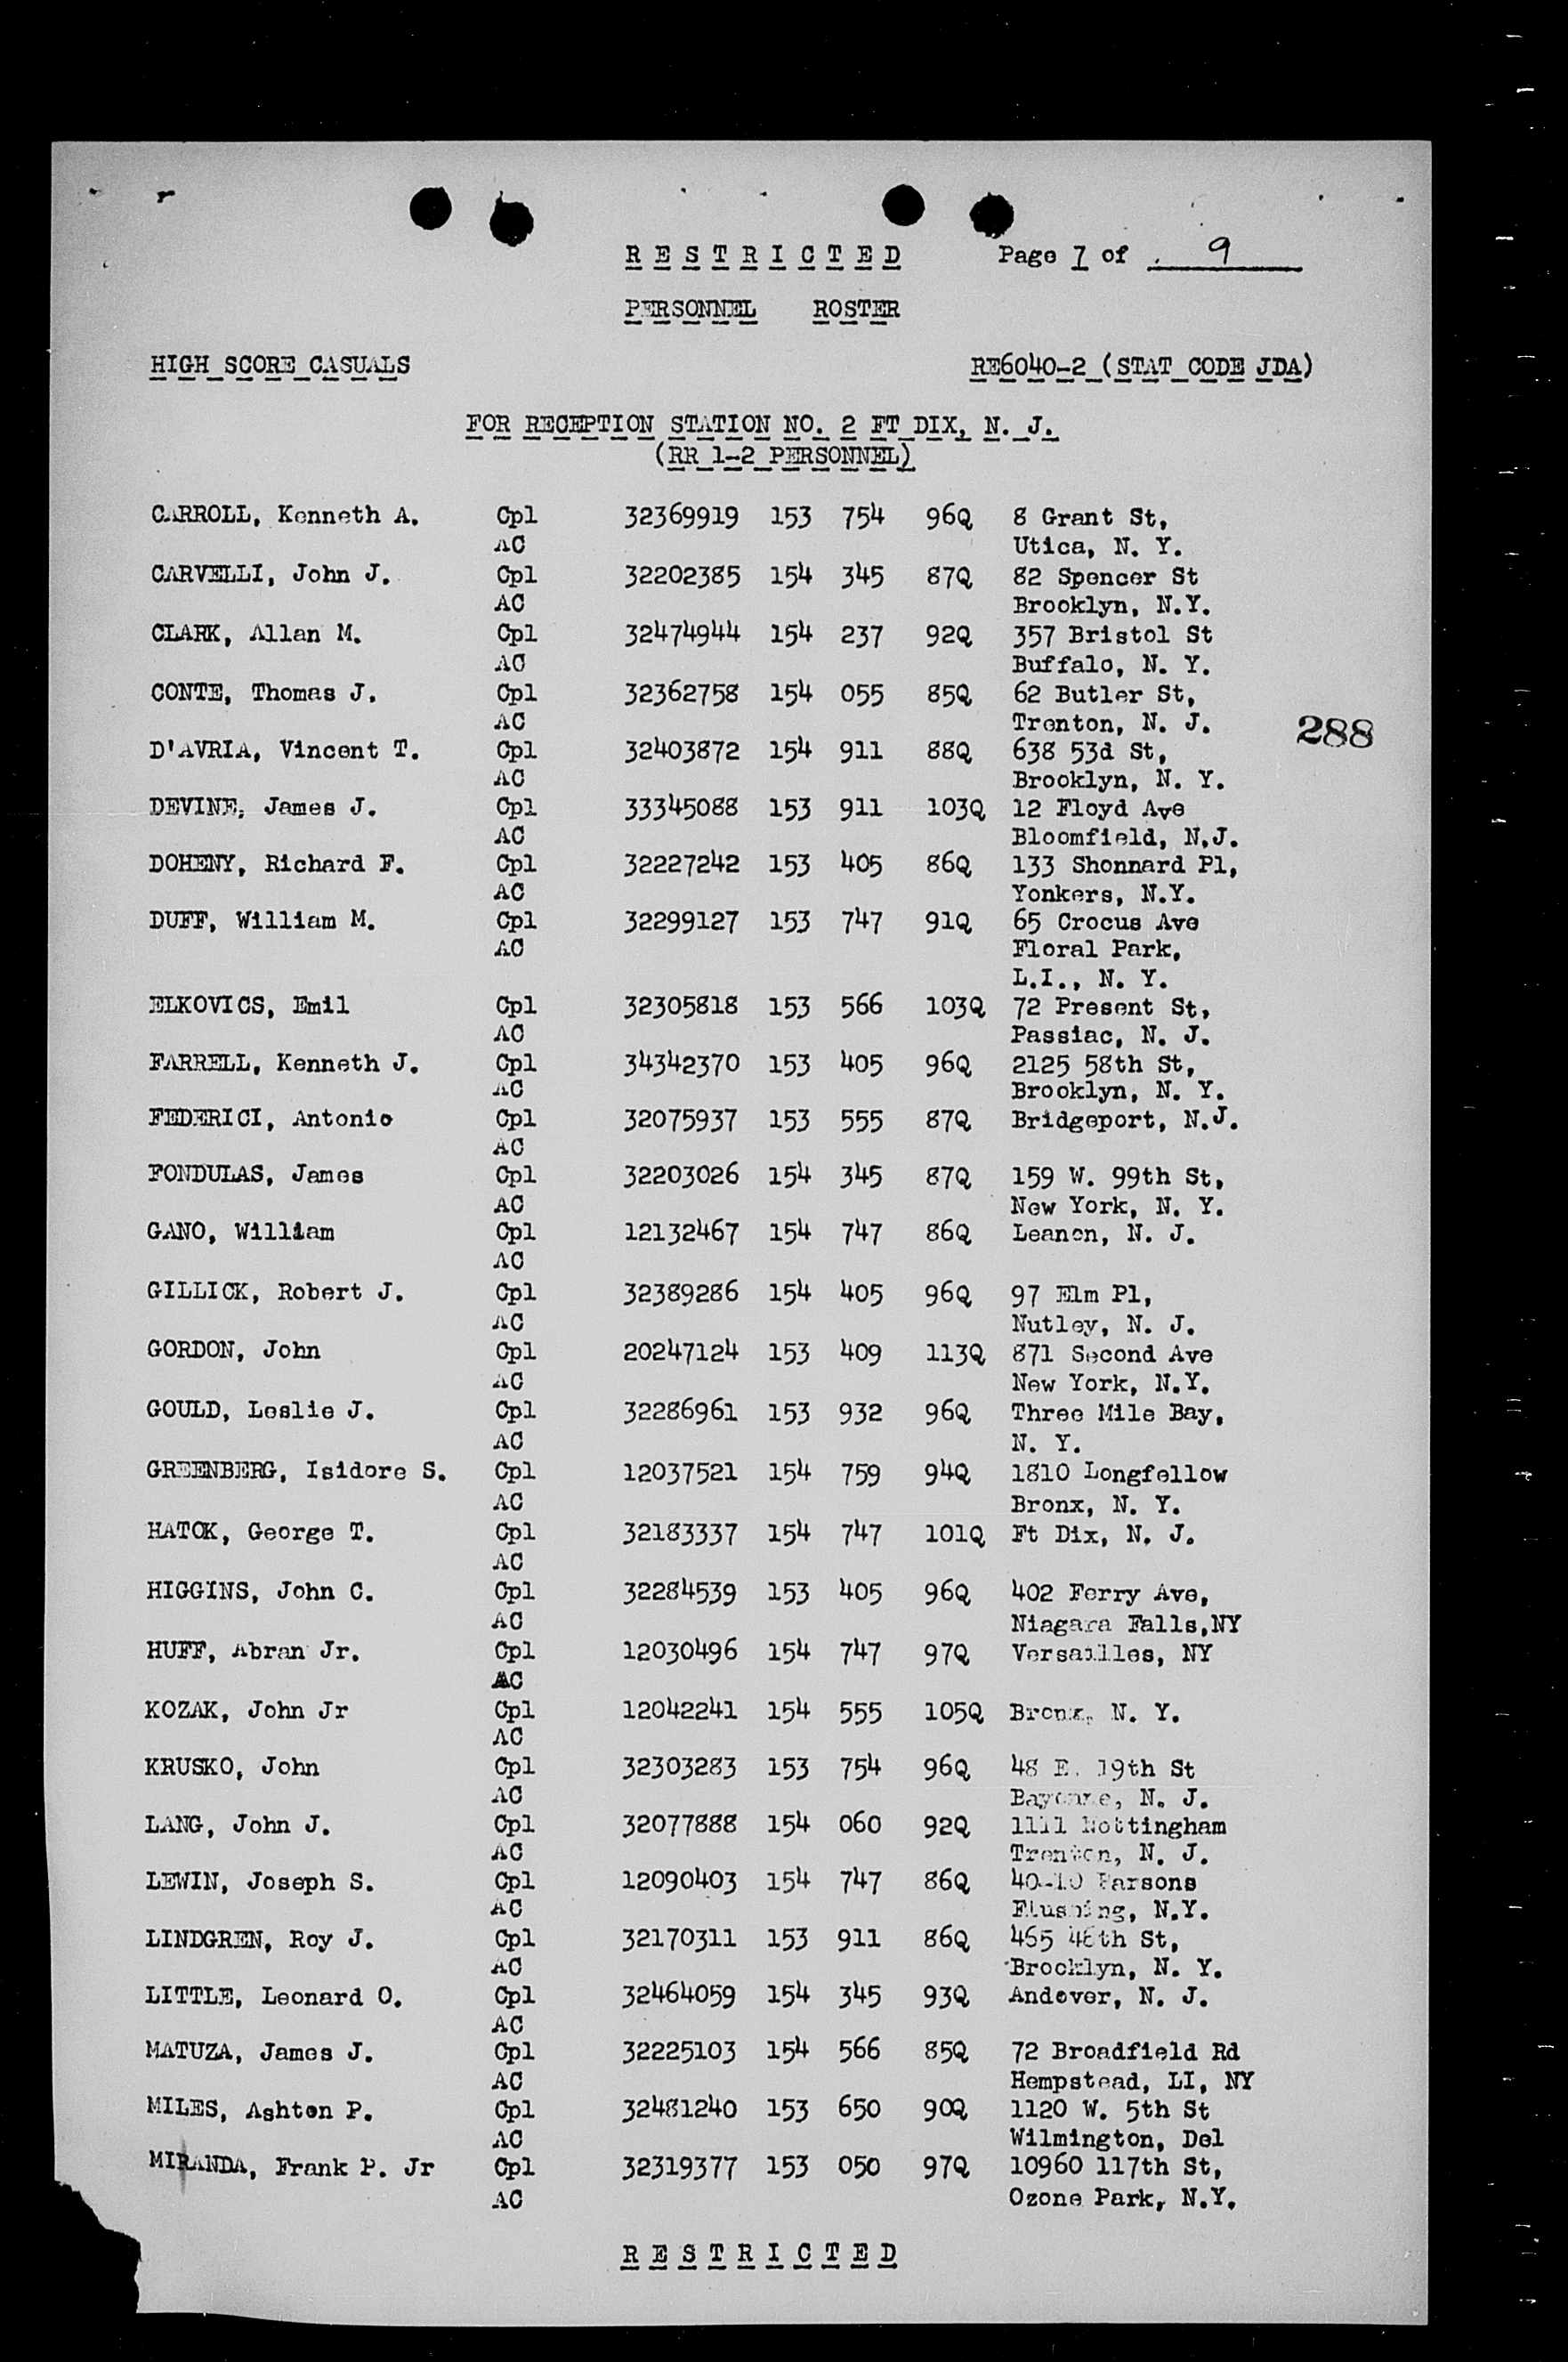 R E S T R I C T E D Page 7 of 9
PERSONNEL ROSTER
HIGH SCORE CASUALS RE6040-2 (STAT CODE JDA)
FOR RECEPTION STATION NO. 2 FT DIX, N. J.
(RR 1-2 PERSONNEL)
CARROLL, Kenneth A. Cpl 32369919 153 754 96Q 8 Grant St,
AC Utica, N. Y.
CARVELLI, John J. Cpl 32202385 154 345 87Q 82 Spencer St
AC Brooklyn, N.Y.
CLARK, Allan M. Cpl 32474944 154 237 92Q 357 Bristol St
AC Buffalo, N. Y.
CONTE, Thomas J. Cpl 32362758 154 055 85Q 62 Butler St,
AC Trenton, N. J.
288
D'AVRIA, Vincent T. Cpl 32403872 154 911 88Q 638 53d St,
AC Brooklyn, N. Y.
DEVINE, James J. Cpl 33345088 153 911 103Q 12 Floyd Ave
AC Bloomfield, N.J.
DOHENY, Richard F. Cpl 32227242 153 405 86Q 133 Shonnard Pl,
AC Yonkers, N.Y.
DUFF, William M. Cpl 32299127 153 747 91Q 65 Crocus Ave
AC Floral Park,
L.I., N. Y.
ELKOVICS, Emil Cpl 32305818 153 566 103Q 72 Present St,
AC Passiac, N. J.
FARRELL, Kenneth J. Cpl 34342370 153 405 96Q 2125 58th St,
AC Brooklyn, N. Y.
FEDERICI, Antonio Cpl 32075937 153 555 87Q Bridgeport, N.J.
AC
FONDULAS, James Cpl 32203026 154 345 87Q 159 W. 99th St,
AC New York, N. Y.
GANO, William Cpl 12132467 154 747 86Q Leanon, N. J.
AC
GILLICK, Robert J. Cpl 32389286 154 405 96Q 97 Elm Pl,
AC Nutley, N. J.
GORDON, John Cpl 20247124 153 409 113Q 871 Second Ave
AC New York, N.Y.
GOULD, Leslie J. Cpl 32286961 153 932 96Q Three Mile Bay,
AC N. Y.
GREENBERG, Isidore S. Cpl 12037521 154 759 94Q 1810 Longfellow
AC Bronx, N. Y.
HATCK, George T. Cpl 32183337 154 747 101Q Ft Dix, N. J.
AC
HIGGINS, John C. Cpl 32284539 153 405 96Q 402 Ferry Ave,
AC Niagara Falls,NY
HUFF, Abran Jr. Cpl 12030496 154 747 97Q Versailles, NY
AC
KOZAK, John Jr Cpl 12042241 154 555 105Q Bronx, N. Y.
AC
KRUSKO, John Cpl 32303283 153 754 96Q 48 E. 19th St
AC Bayonne, N. J.
LANG, John J. Cpl 32077888 154 060 92Q 1111 Nottingham
AC Trenton, N. J.
LEWIN, Joseph S. Cpl 12090403 154 747 86Q 40-10 Parsons
AC Flushing, N.Y.
LINDGREN, Roy J. Cpl 32170311 153 911 86Q 465 46th St,
AC Brooklyn, N. Y.
LITTLE, Leonard O. Cpl 32464059 154 345 93Q Andover, N. J.
AC
MATUZA, James J. Cpl 32225103 154 566 85Q 72 Broadfield Rd
AC Hempstead, LI, NY
MILES, Ashton P. Cpl 32481240 153 650 90Q 1120 W. 5th St
AC Wilmington, Del
MIRANDA, Frank P. Jr Cpl 32319377 153 050 97Q 10960 117th St,
AC Ozone Park, N.Y.
R E S T R I C T E D